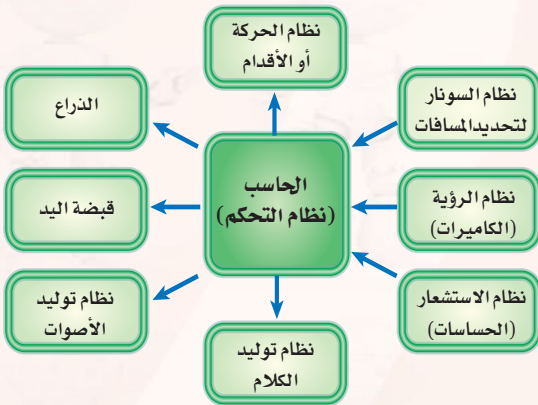 نظام الحركة
أو الأقدام
نظام السونار
لتحديدالمسافات
الذراع
الحاسب
(نظام التحكم)
نظام الرؤية
(الكاميرات)
قبضة اليد
نظام الاستشعار
(الحساسات)
نظام توليد
الأصوات
نظام توليد
الكلام